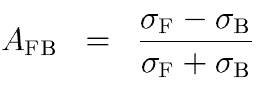 A_FB = (σ_F − σ_B) / (σ_F + σ_B)